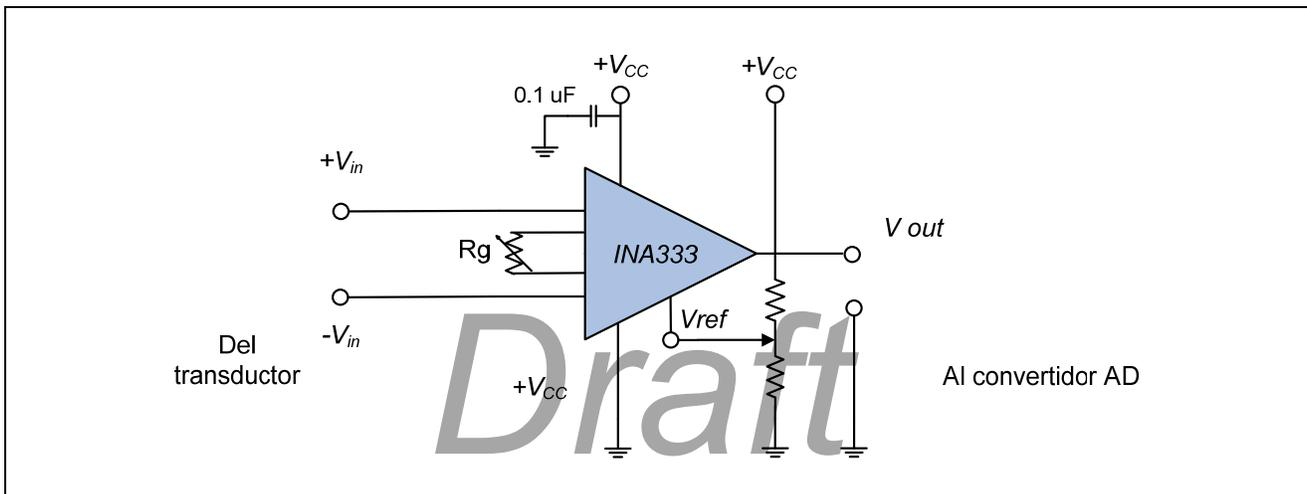 +VCC
+VCC
0.1 uF
+Vin
V out
Rg
INA333
Vref
-Vin
Del
transductor
+VCC
Al convertidor AD
Draft